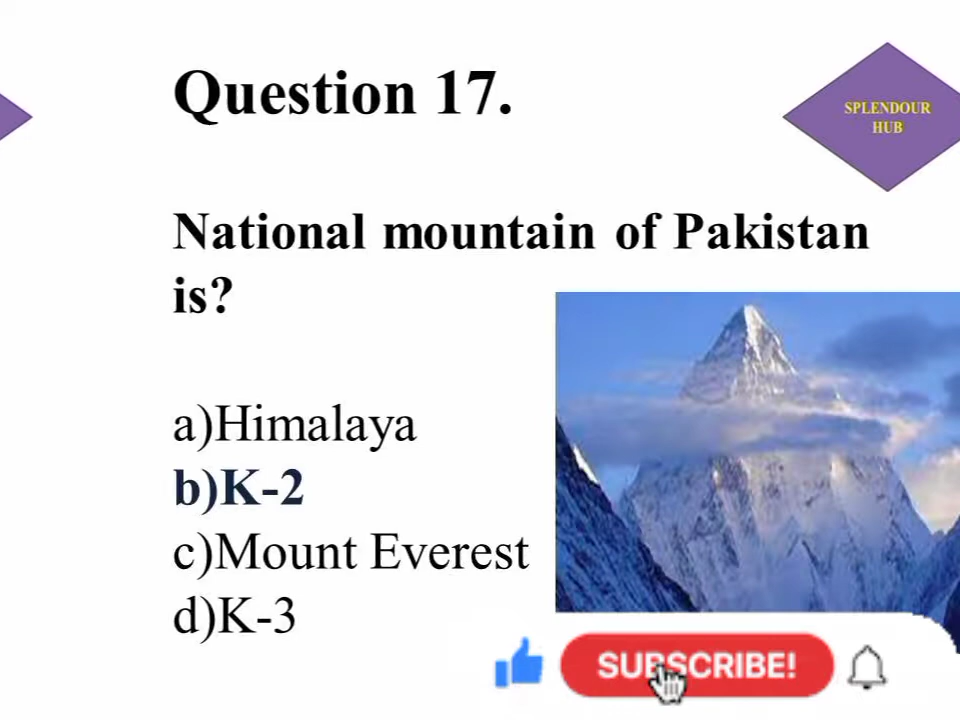 Question 17.
SPLENDOUR
HUB
National mountain of Pakistan
is?
a)Himalaya
b)K-2
c)Mount Everest
d)K-3
SUBSCRIBE!